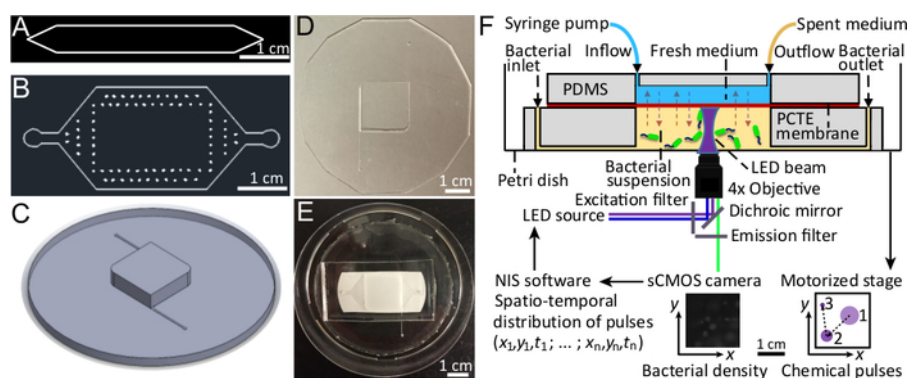 A
1 cm
B
1 cm
C
D
1 cm
E
1 cm
F
Syringe pump
Spent medium
Bacterial inlet
Inflow
Fresh medium
Outflow
Bacterial outlet
PDMS
PCTE membrane
Petri dish
Bacterial suspension
LED beam
4x Objective
Excitation filter
LED source
Dichroic mirror
Emission filter
NIS software
sCMOS camera
Motorized stage
Spatio-temporal
distribution of pulses
(x₁,y₁,t₁; ... ; xₙ,yₙ,tₙ)
y
x
Bacterial density
1 cm
y
3
1
2
x
Chemical pulses